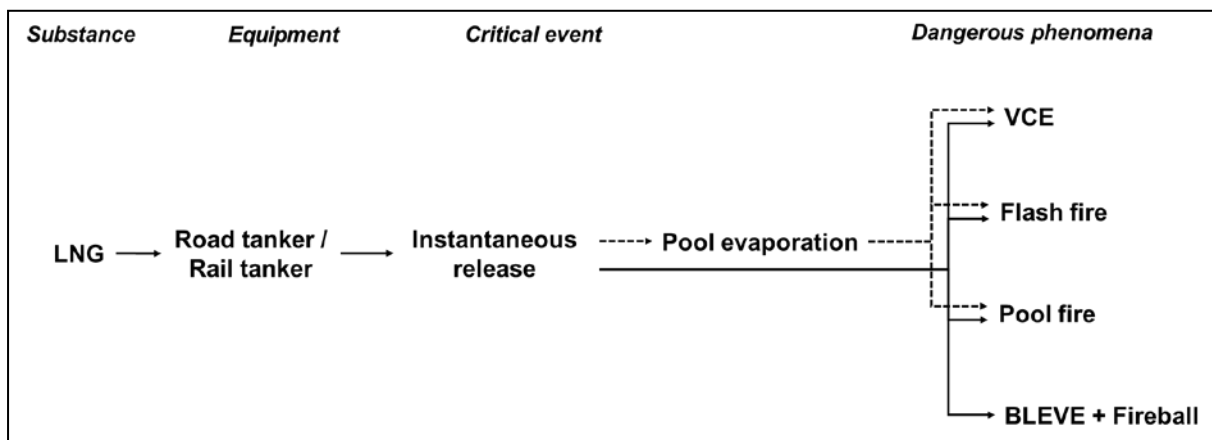 Substance Equipment Critical event Dangerous phenomena
VCE
Flash fire
LNG Road tanker / Rail tanker Instantaneous release Pool evaporation
Pool fire
BLEVE + Fireball